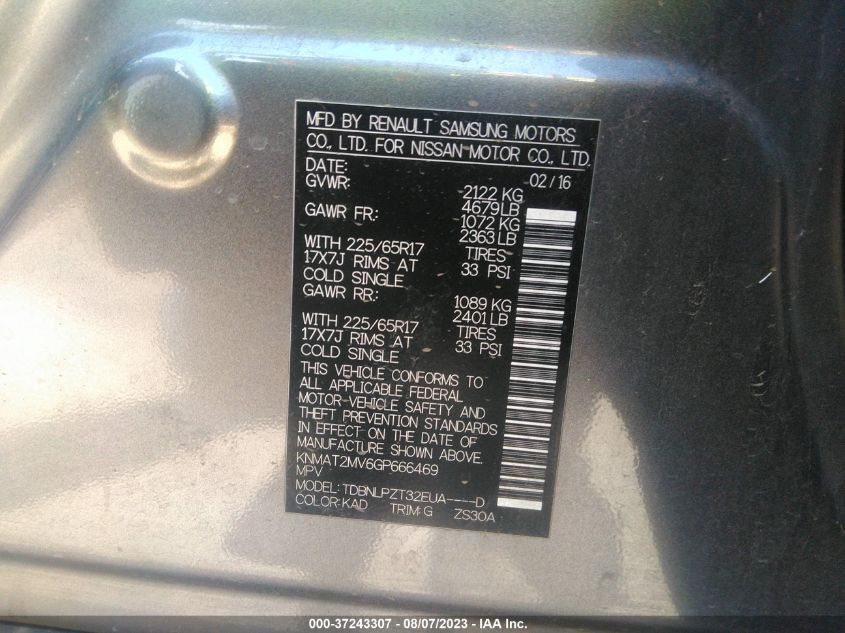 MFD BY RENAULT SAMSUNG MOTORS
CO., LTD. FOR NISSAN MOTOR CO., LTD.
DATE: 02/16
GVWR: 2122 KG
4679LB
GAWR FR: 1072 KG
2363 LB
WITH 225/65R17 TIRES
17X7J RIMS AT 33 PSI
COLD SINGLE
GAWR RR: 1089 KG
2401LB
WITH 225/65R17 TIRES
17X7J RIMS AT 33 PSI
COLD SINGLE
THIS VEHICLE CONFORMS TO
ALL APPLICABLE FEDERAL
MOTOR-VEHICLE SAFETY AND
THEFT PREVENTION STANDARDS
IN EFFECT ON THE DATE OF
MANUFACTURE SHOWN ABOVE.
KNMAT2MV6GP666469
MPV
MODEL: TDBNLPZT32EUA----D
COLOR: KAD TRIM: G ZS30A
000-37243307 - 08/07/2023 - IAA Inc.